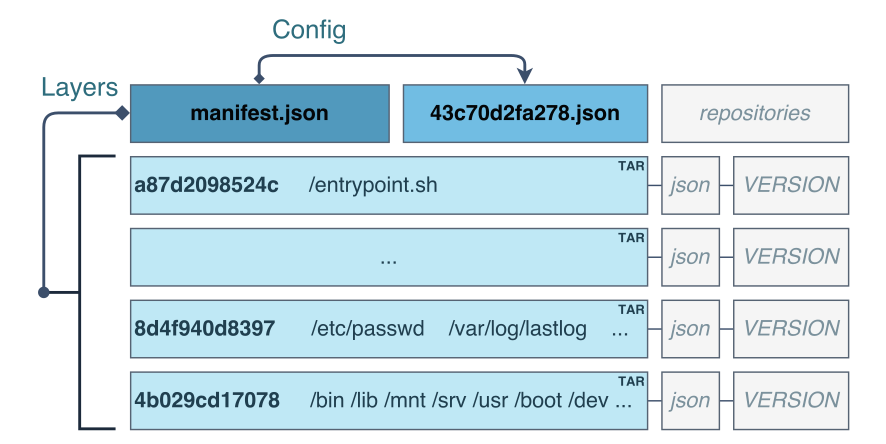 Config
Layers
manifest.json
43c70d2fa278.json
repositories
TAR
a87d2098524c /entrypoint.sh
json
VERSION
TAR
...
json
VERSION
TAR
8d4f940d8397 /etc/passwd /var/log/lastlog ...
json
VERSION
TAR
4b029cd17078 /bin /lib /mnt /srv /usr /boot /dev ...
json
VERSION